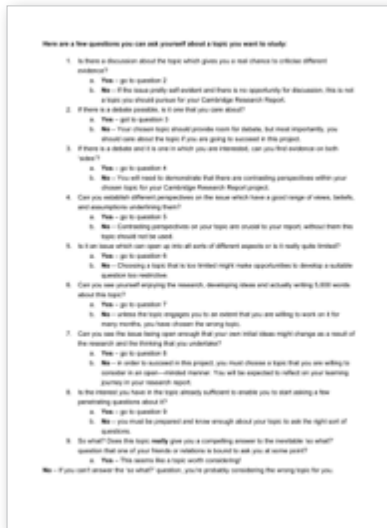 Here are a few questions you can ask yourself about a topic you want to study:
1. Is there a discussion about the topic which gives you a real chance to criticise different
evidence?
a. Yes – go to question 2
b. No – If the issue pretty self-evident and there is no opportunity for discussion, this is not
a topic you should pursue for your Cambridge Research Report.
2. If there is a debate possible, is it one that you care about?
a. Yes – got to question 3
b. No – Your chosen topic should provide room for debate, but most importantly, you
should care about the topic if you are going to succeed in this project.
3. If there is a debate and it is one in which you are interested, can you find evidence on both
'sides'?
a. Yes – go to question 4
b. No – You will need to demonstrate that there are contrasting perspectives within your
chosen topic for your Cambridge Research Report project.
4. Can you establish different perspectives on the issue which have a good range of views, beliefs,
and assumptions underlining them?
a. Yes – go to question 5
b. No – Contrasting perspectives on your topic are crucial to your report; without them this
topic should not be used.
5. Is it an issue which can open up into all sorts of different aspects or is it really quite limited?
a. Yes – go to question 6
b. No – Choosing a topic that is too limited might make opportunities to develop a suitable
question too restrictive.
6. Can you see yourself enjoying the research, developing ideas and actually writing 5,000 words
about this topic?
a. Yes – go to question 7
b. No – unless the topic engages you to an extent that you are willing to work on it for
many months, you have chosen the wrong topic.
7. Can you see the issue being open enough that your own initial ideas might change as a result of
the research and the thinking that you undertake?
a. Yes – go to question 8
b. No – in order to succeed in this project, you must choose a topic that you are willing to
consider in an open—minded manner. You will be expected to reflect on your learning
journey in your research report.
8. Is the interest you have in the topic already sufficient to enable you to start asking a few
penetrating questions about it?
a. Yes – go to question 9
b. No – you must be prepared and know enough about your topic to ask the right sort of
questions.
9. So what? Does this topic really give you a compelling answer to the inevitable 'so what?'
question that one of your friends or relations is bound to ask you at some point?
a. Yes – This seems like a topic worth considering!
No – if you can't answer the 'so what?' question, you're probably considering the wrong topic for you.